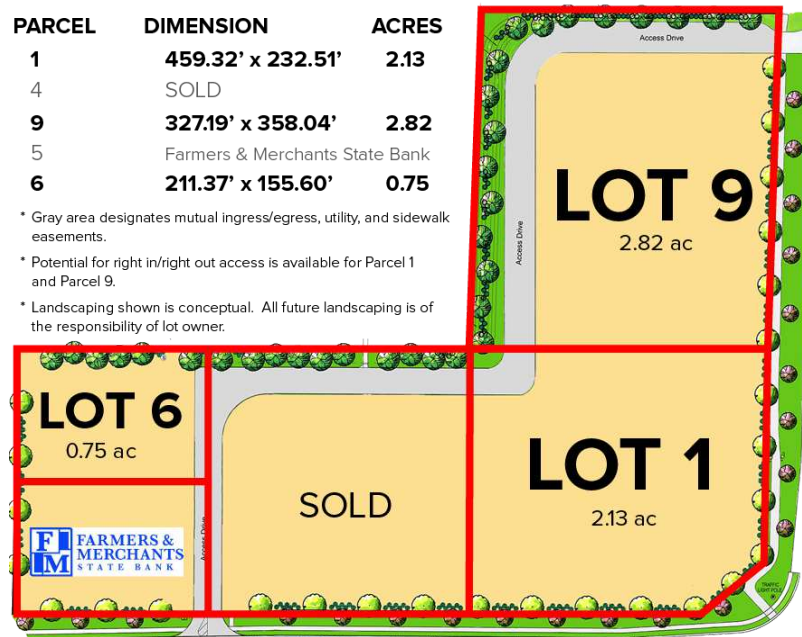 PARCEL DIMENSION ACRES
1 459.32’ x 232.51’ 2.13
4 SOLD
9 327.19’ x 358.04’ 2.82
5 Farmers & Merchants State Bank
6 211.37’ x 155.60’ 0.75
* Gray area designates mutual ingress/egress, utility, and sidewalk
easements.
* Potential for right in/right out access is available for Parcel 1
and Parcel 9.
* Landscaping shown is conceptual. All future landscaping is of
the responsibility of lot owner.
Access Drive
Access Drive
LOT 9
2.82 ac
LOT 6
0.75 ac
LOT 1
2.13 ac
SOLD
F
M
FARMERS &
MERCHANTS
STATE BANK
Access Drive
TRAFFIC
LIGHT POLE